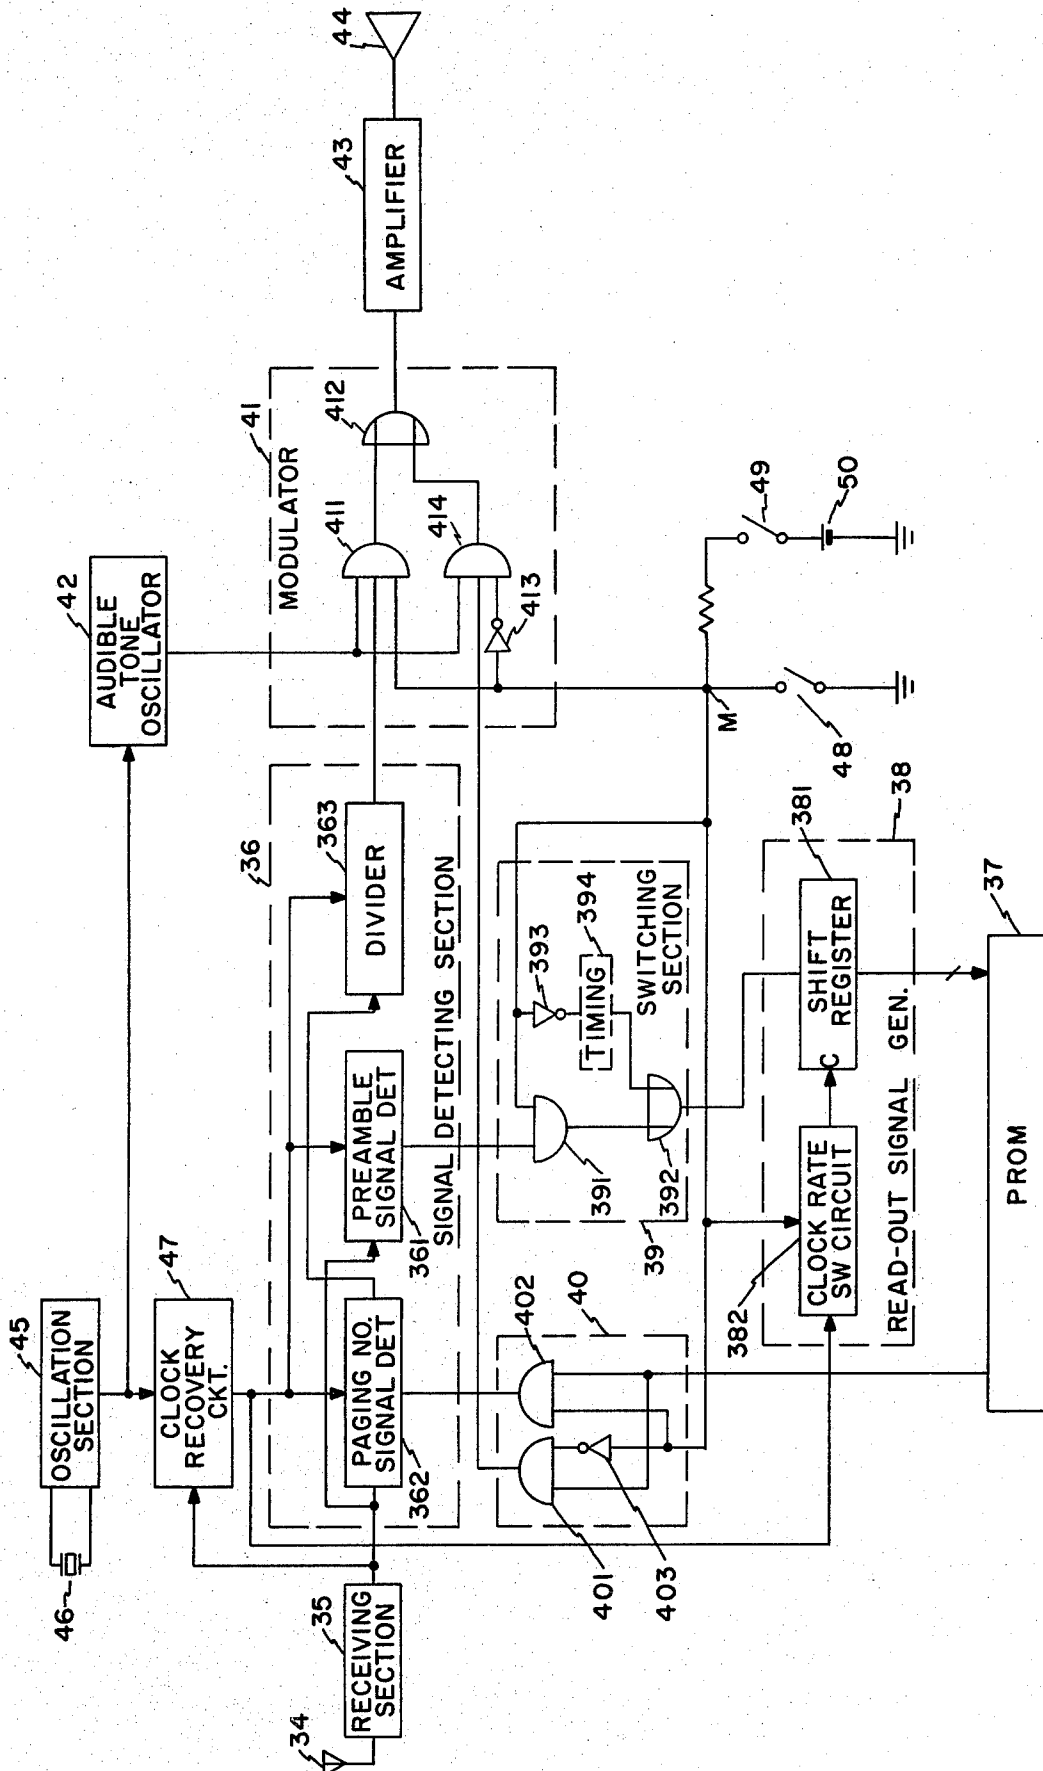 45
OSCILLATION
SECTION
46
47
CLOCK
RECOVERY
CKT.
42
AUDIBLE
TONE
OSCILLATOR
34
35
RECEIVING
SECTION
36
PAGING NO.
SIGNAL DET
362
PREAMBLE
SIGNAL DET
361
363
DIVIDER
SIGNAL DETECTING SECTION
41
MODULATOR
411
412
413
414
43
AMPLIFIER
44
40
401
402
403
39
391
392
393
394
TIMING
SWITCHING
SECTION
M
48
49
50
38
381
SHIFT
REGISTER
C
382
CLOCK RATE
SW CIRCUIT
READ-OUT SIGNAL GEN.
37
PROM